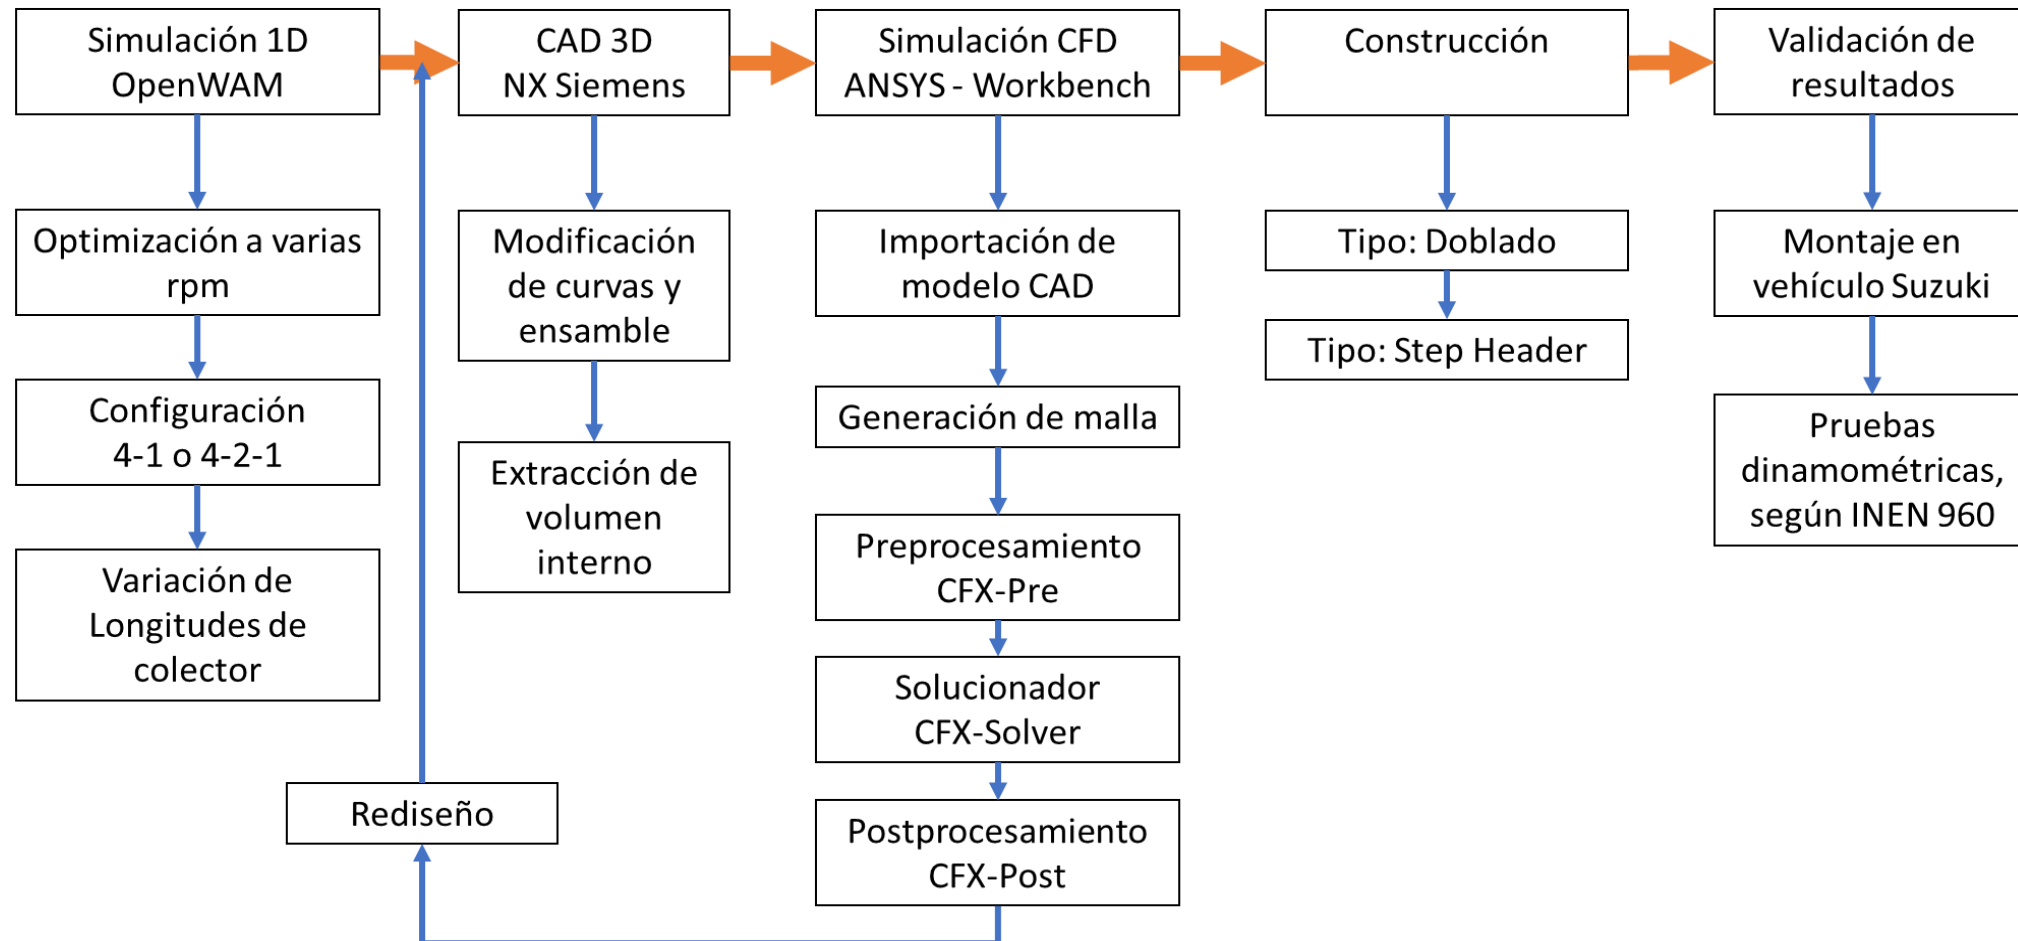 Simulación 1D
OpenWAM
Optimización a varias
rpm
Configuración
4-1 o 4-2-1
Variación de
Longitudes de
colector
CAD 3D
NX Siemens
Modificación
de curvas y
ensamble
Extracción de
volumen
interno
Rediseño
Simulación CFD
ANSYS - Workbench
Importación de
modelo CAD
Generación de malla
Preprocesamiento
CFX-Pre
Solucionador
CFX-Solver
Postprocesamiento
CFX-Post
Construcción
Tipo: Doblado
Tipo: Step Header
Validación de
resultados
Montaje en
vehículo Suzuki
Pruebas
dinamométricas,
según INEN 960